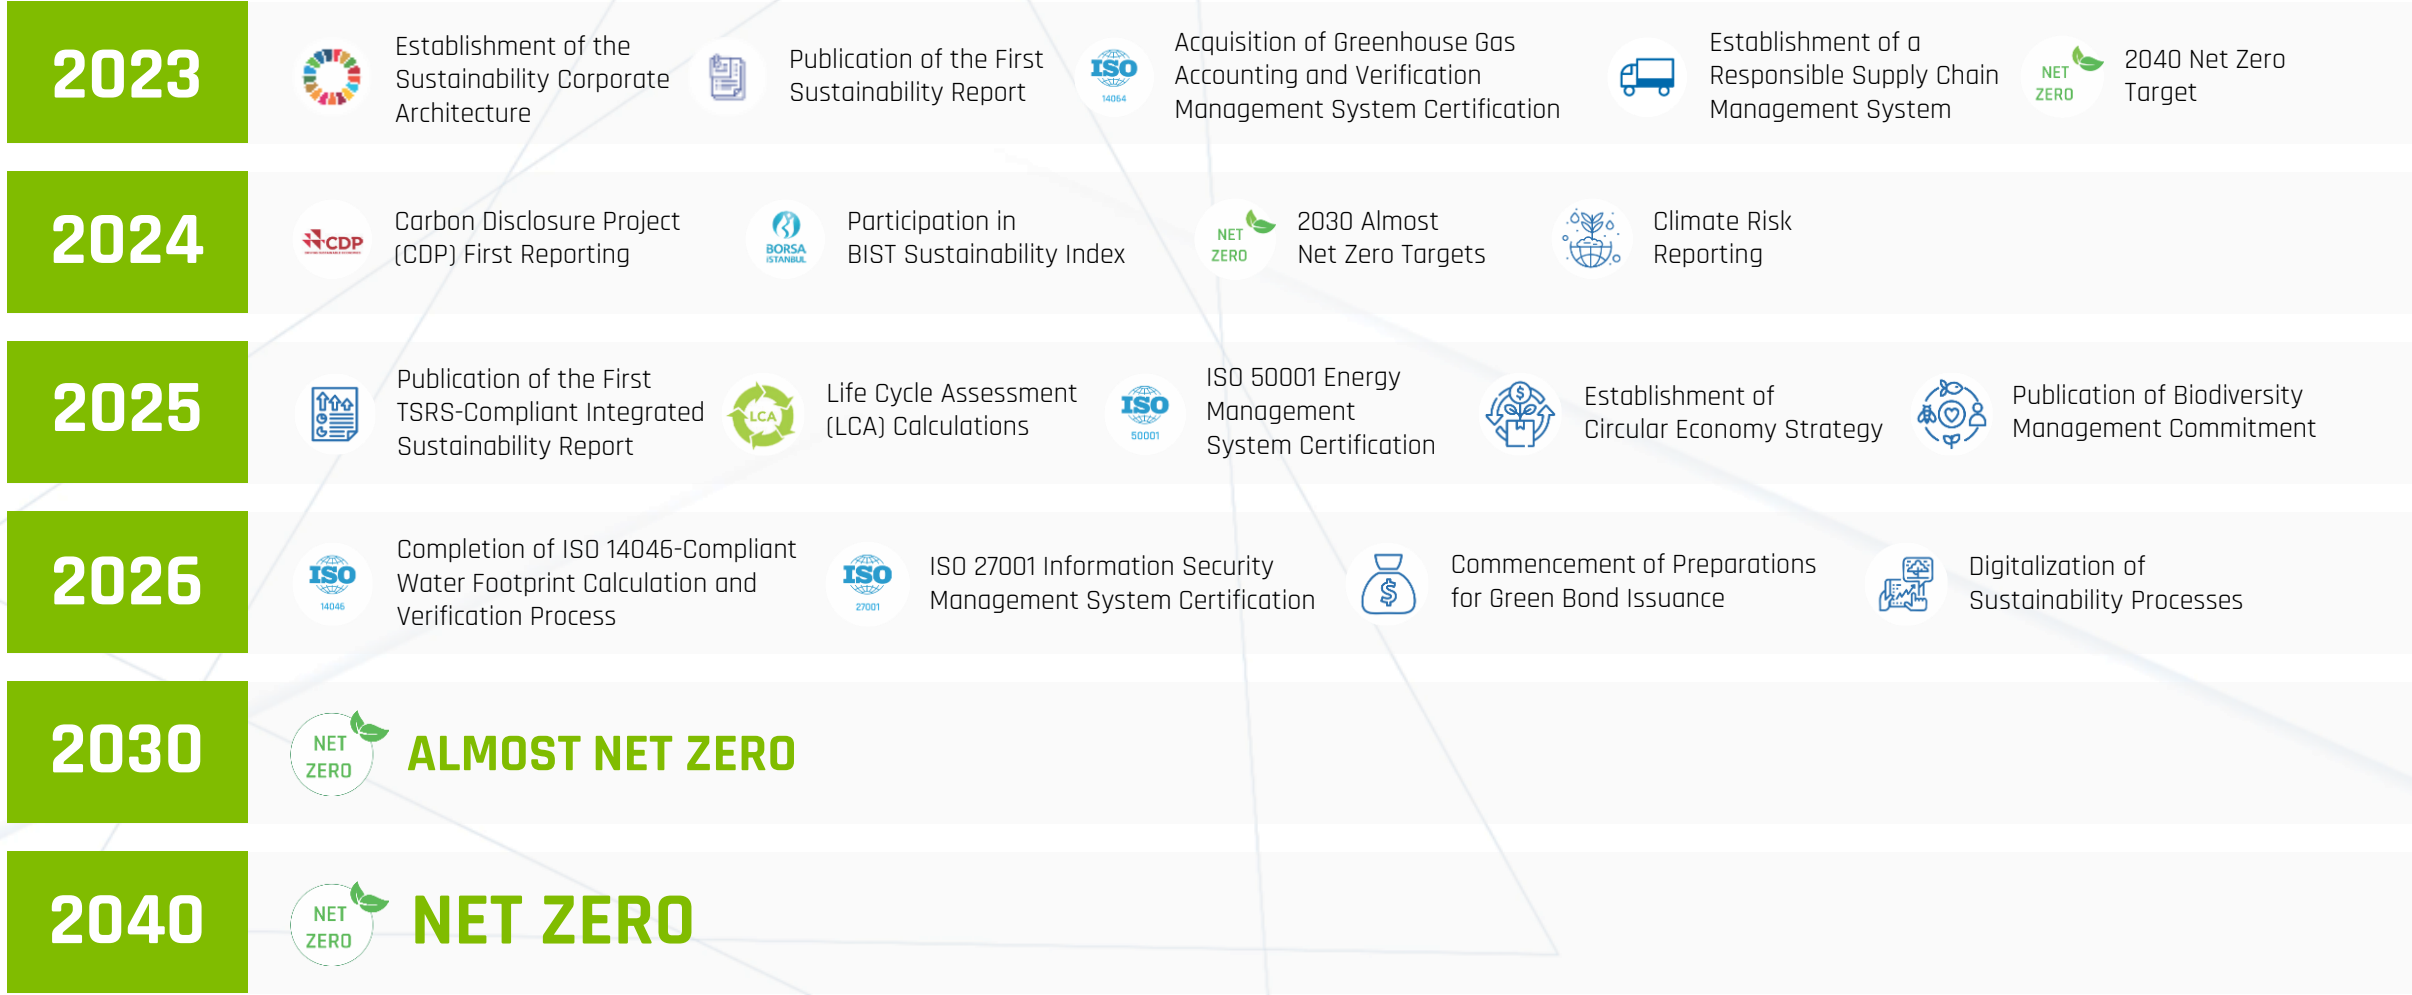 2023
Establishment of the
Sustainability Corporate
Architecture
Publication of the First
Sustainability Report
ISO
14064
Acquisition of Greenhouse Gas
Accounting and Verification
Management System Certification
Establishment of a
Responsible Supply Chain
Management System
NET
ZERO
2040 Net Zero
Target
2024
CDP
Carbon Disclosure Project
(CDP) First Reporting
BORSA
ISTANBUL
Participation in
BIST Sustainability Index
NET
ZERO
2030 Almost
Net Zero Targets
Climate Risk
Reporting
2025
Publication of the First
TSRS-Compliant Integrated
Sustainability Report
LCA
Life Cycle Assessment
(LCA) Calculations
ISO
50001
ISO 50001 Energy
Management
System Certification
$
Establishment of
Circular Economy Strategy
Publication of Biodiversity
Management Commitment
2026
ISO
14046
Completion of ISO 14046-Compliant
Water Footprint Calculation and
Verification Process
ISO
27001
ISO 27001 Information Security
Management System Certification
$
Commencement of Preparations
for Green Bond Issuance
Digitalization of
Sustainability Processes
2030
NET
ZERO
ALMOST NET ZERO
2040
NET
ZERO
NET ZERO